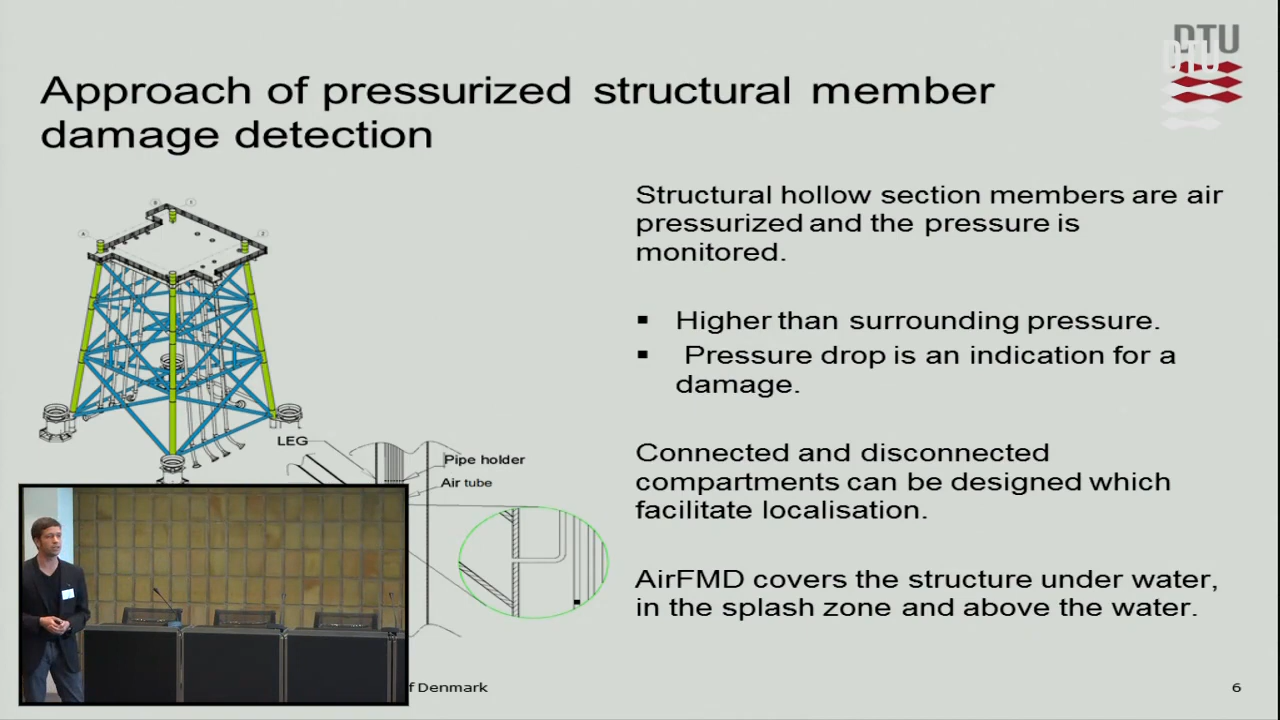 DTU
DTU
Approach of pressurized structural member
damage detection
Structural hollow section members are air
pressurized and the pressure is
monitored.
▪ Higher than surrounding pressure.
▪ Pressure drop is an indication for a
damage.
Connected and disconnected
compartments can be designed which
facilitate localisation.
AirFMD covers the structure under water,
in the splash zone and above the water.
LEG
Pipe holder
Air tube
f Denmark
6